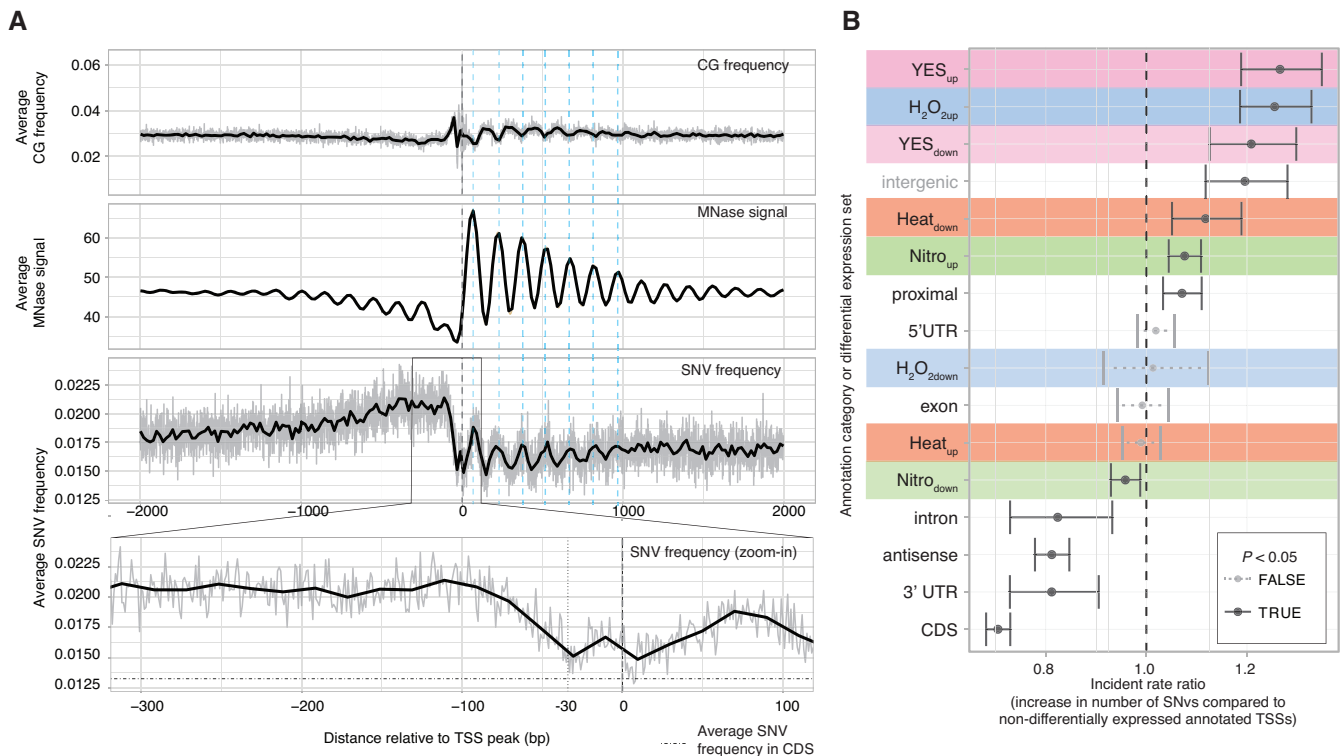 A
CG frequency
Average
CG frequency
0.06
0.04
0.02
MNase signal
Average
MNase signal
60
50
40
SNV frequency
Average SNV frequency
0.0225
0.0200
0.0175
0.0150
0.0125
−2000
−1000
0
1000
2000
SNV frequency (zoom-in)
0.0225
0.0200
0.0175
0.0150
0.0125
−300
−200
−100
-30
0
100
Distance relative to TSS peak (bp)
Average SNV
frequency in CDS
B
Annotation category or differential expression set
YESup
H2O2up
YESdown
intergenic
Heatdown
Nitroup
proximal
5'UTR
H2O2down
exon
Heatup
Nitrodown
intron
antisense
3' UTR
CDS
P < 0.05
FALSE
TRUE
0.8
1.0
1.2
Incident rate ratio
(increase in number of SNvs compared to
non-differentially expressed annotated TSSs)